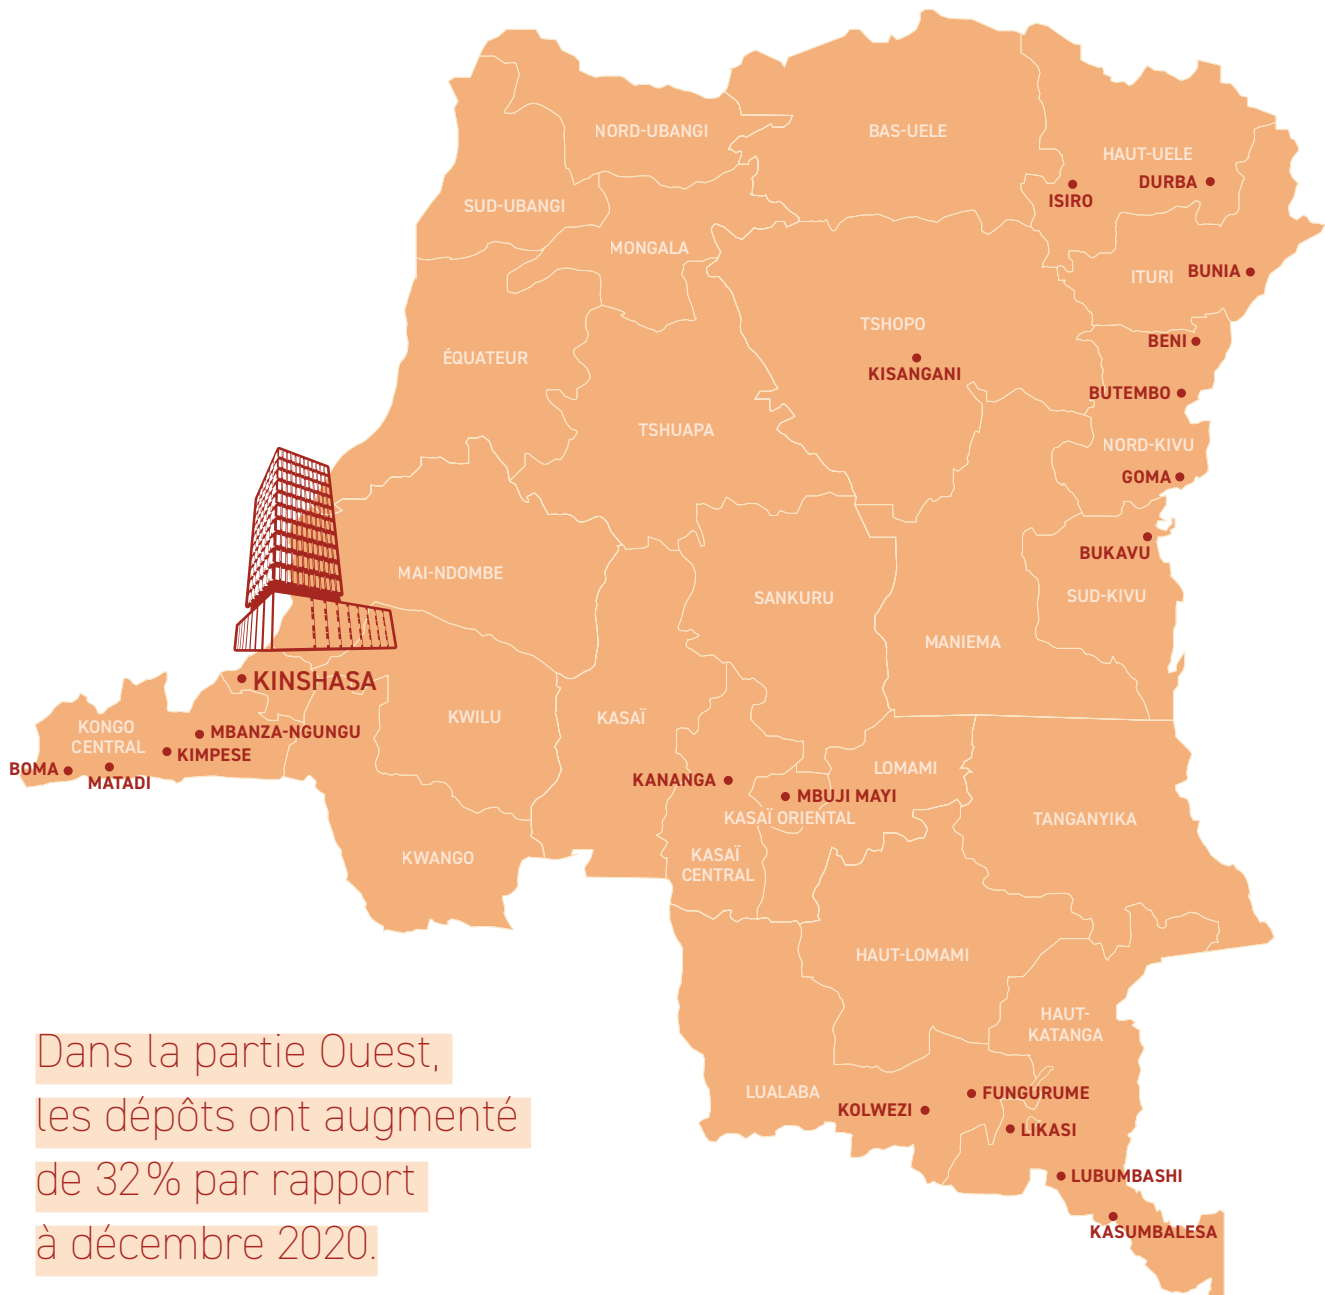 NORD-UBANGI
BAS-UELE
HAUT-UELE
DURBA
ISIRO
SUD-UBANGI
MONGALA
ITURI
BUNIA
TSHOPO
BENI
ÉQUATEUR
KISANGANI
BUTEMBO
TSHUAPA
NORD-KIVU
GOMA
BUKAVU
MAI-NDOMBE
SANKURU
SUD-KIVU
MANIEMA
KINSHASA
KWILU
KASAÏ
KONGO
CENTRAL
MBANZA-NGUNGU
KIMPESE
BOMA
MATADI
LOMAMI
KANANGA
MBUJI MAYI
KASAÏ ORIENTAL
TANGANYIKA
KWANGO
KASAÏ
CENTRAL
HAUT-LOMAMI
HAUT-
KATANGA
LUALABA
FUNGURUME
KOLWEZI
LIKASI
LUBUMBASHI
KASUMBALESA
Dans la partie Ouest,
les dépôts ont augmenté
de 32 % par rapport
à décembre 2020.